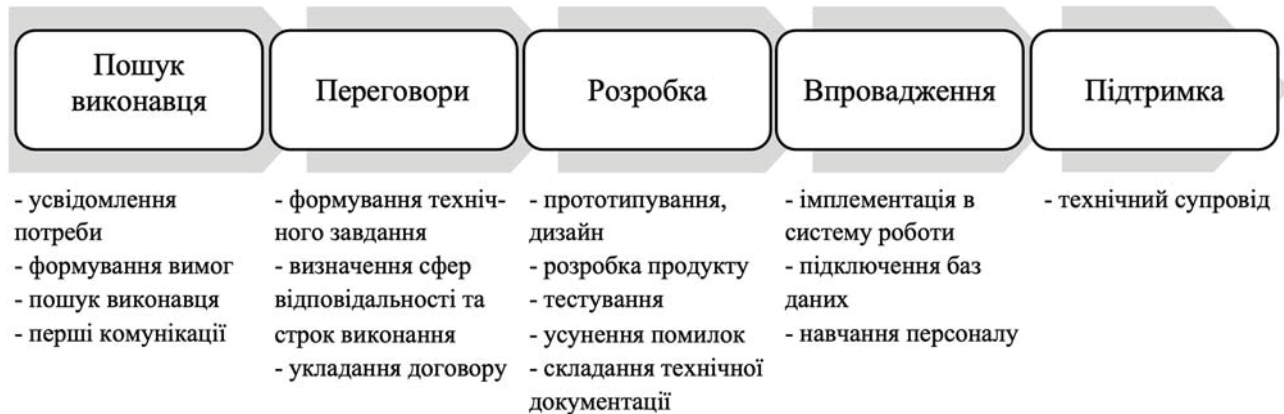 Пошук
виконавця
Переговори
Розробка
Впровадження
Підтримка
- усвідомлення
потреби
- формування вимог
- пошук виконавця
- перші комунікації
- формування техніч-
ного завдання
- визначення сфер
відповідальності та
строк виконання
- укладання договору
- прототипування,
дизайн
- розробка продукту
- тестування
- усунення помилок
- складання технічної
документації
- імплементація в
систему роботи
- підключення баз
даних
- навчання персоналу
- технічний супровід